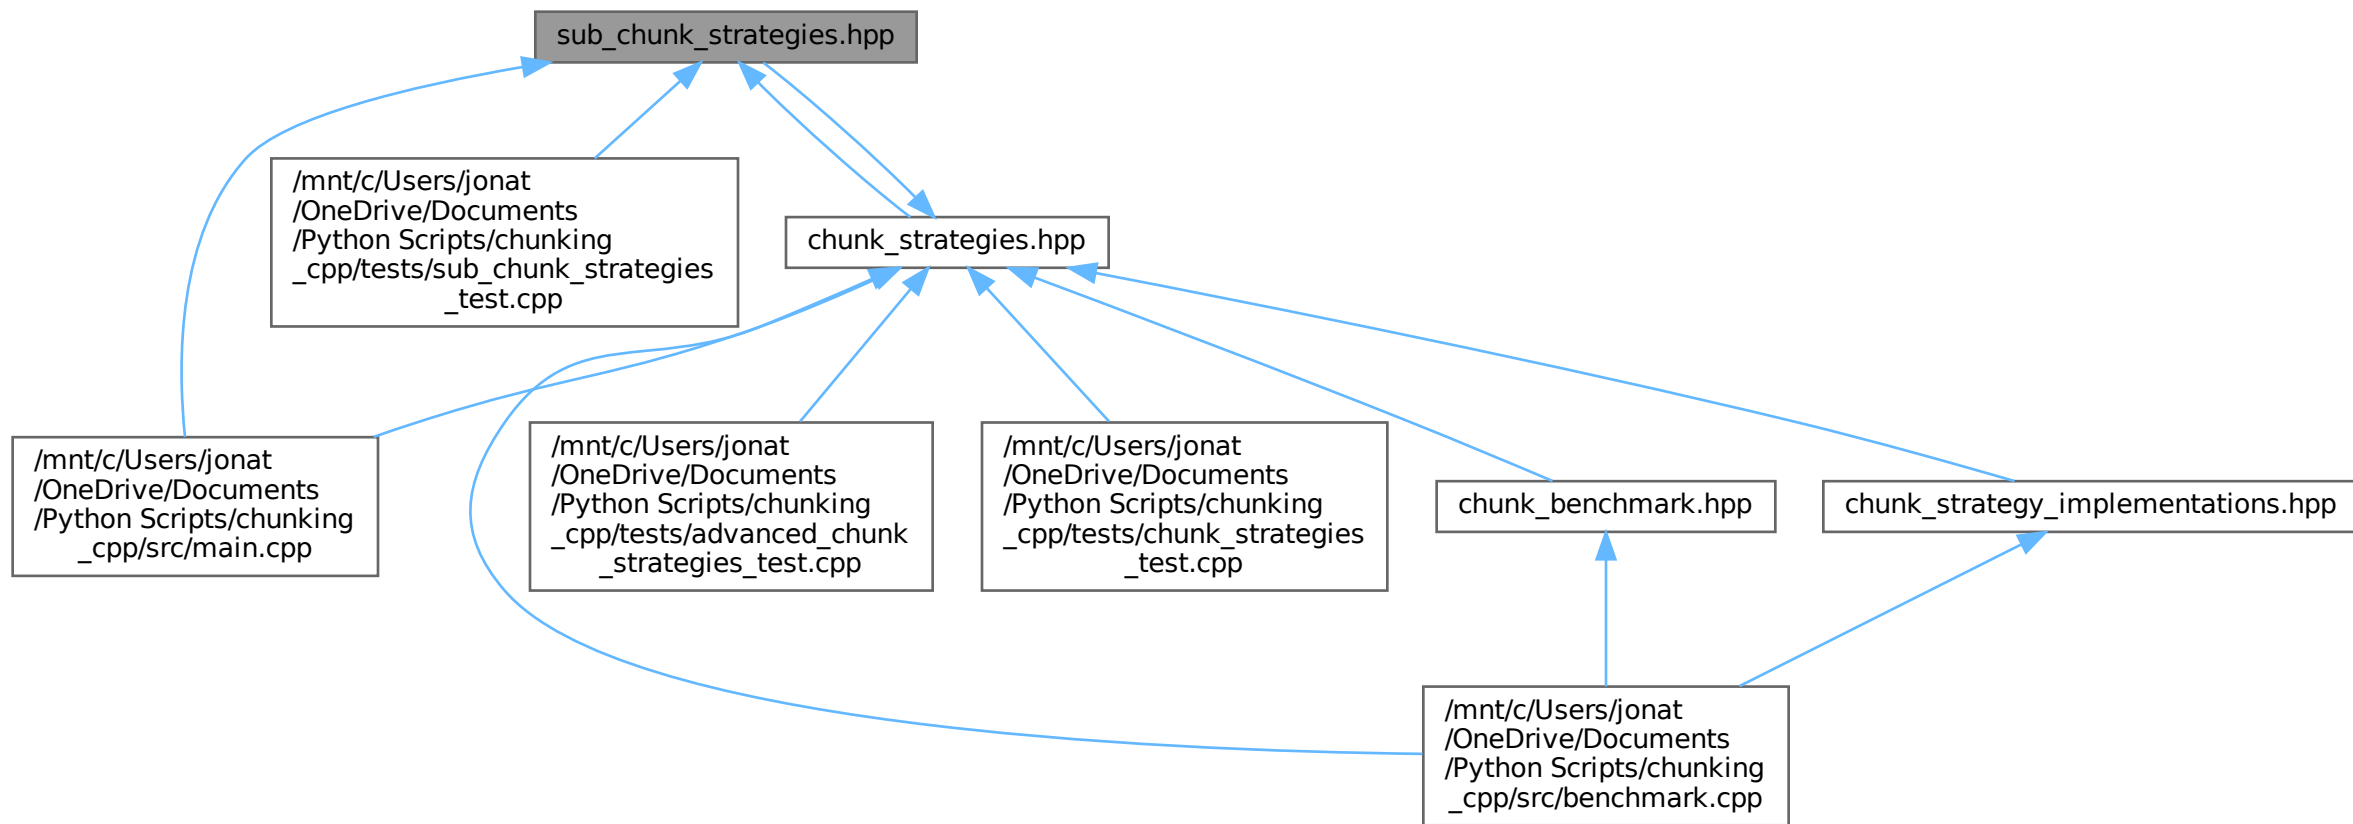 sub_chunk_strategies.hpp
/mnt/c/Users/jonat
/OneDrive/Documents
/Python Scripts/chunking
_cpp/tests/sub_chunk_strategies
_test.cpp
chunk_strategies.hpp
/mnt/c/Users/jonat
/OneDrive/Documents
/Python Scripts/chunking
_cpp/src/main.cpp
/mnt/c/Users/jonat
/OneDrive/Documents
/Python Scripts/chunking
_cpp/tests/advanced_chunk
_strategies_test.cpp
/mnt/c/Users/jonat
/OneDrive/Documents
/Python Scripts/chunking
_cpp/tests/chunk_strategies
_test.cpp
chunk_benchmark.hpp
chunk_strategy_implementations.hpp
/mnt/c/Users/jonat
/OneDrive/Documents
/Python Scripts/chunking
_cpp/src/benchmark.cpp